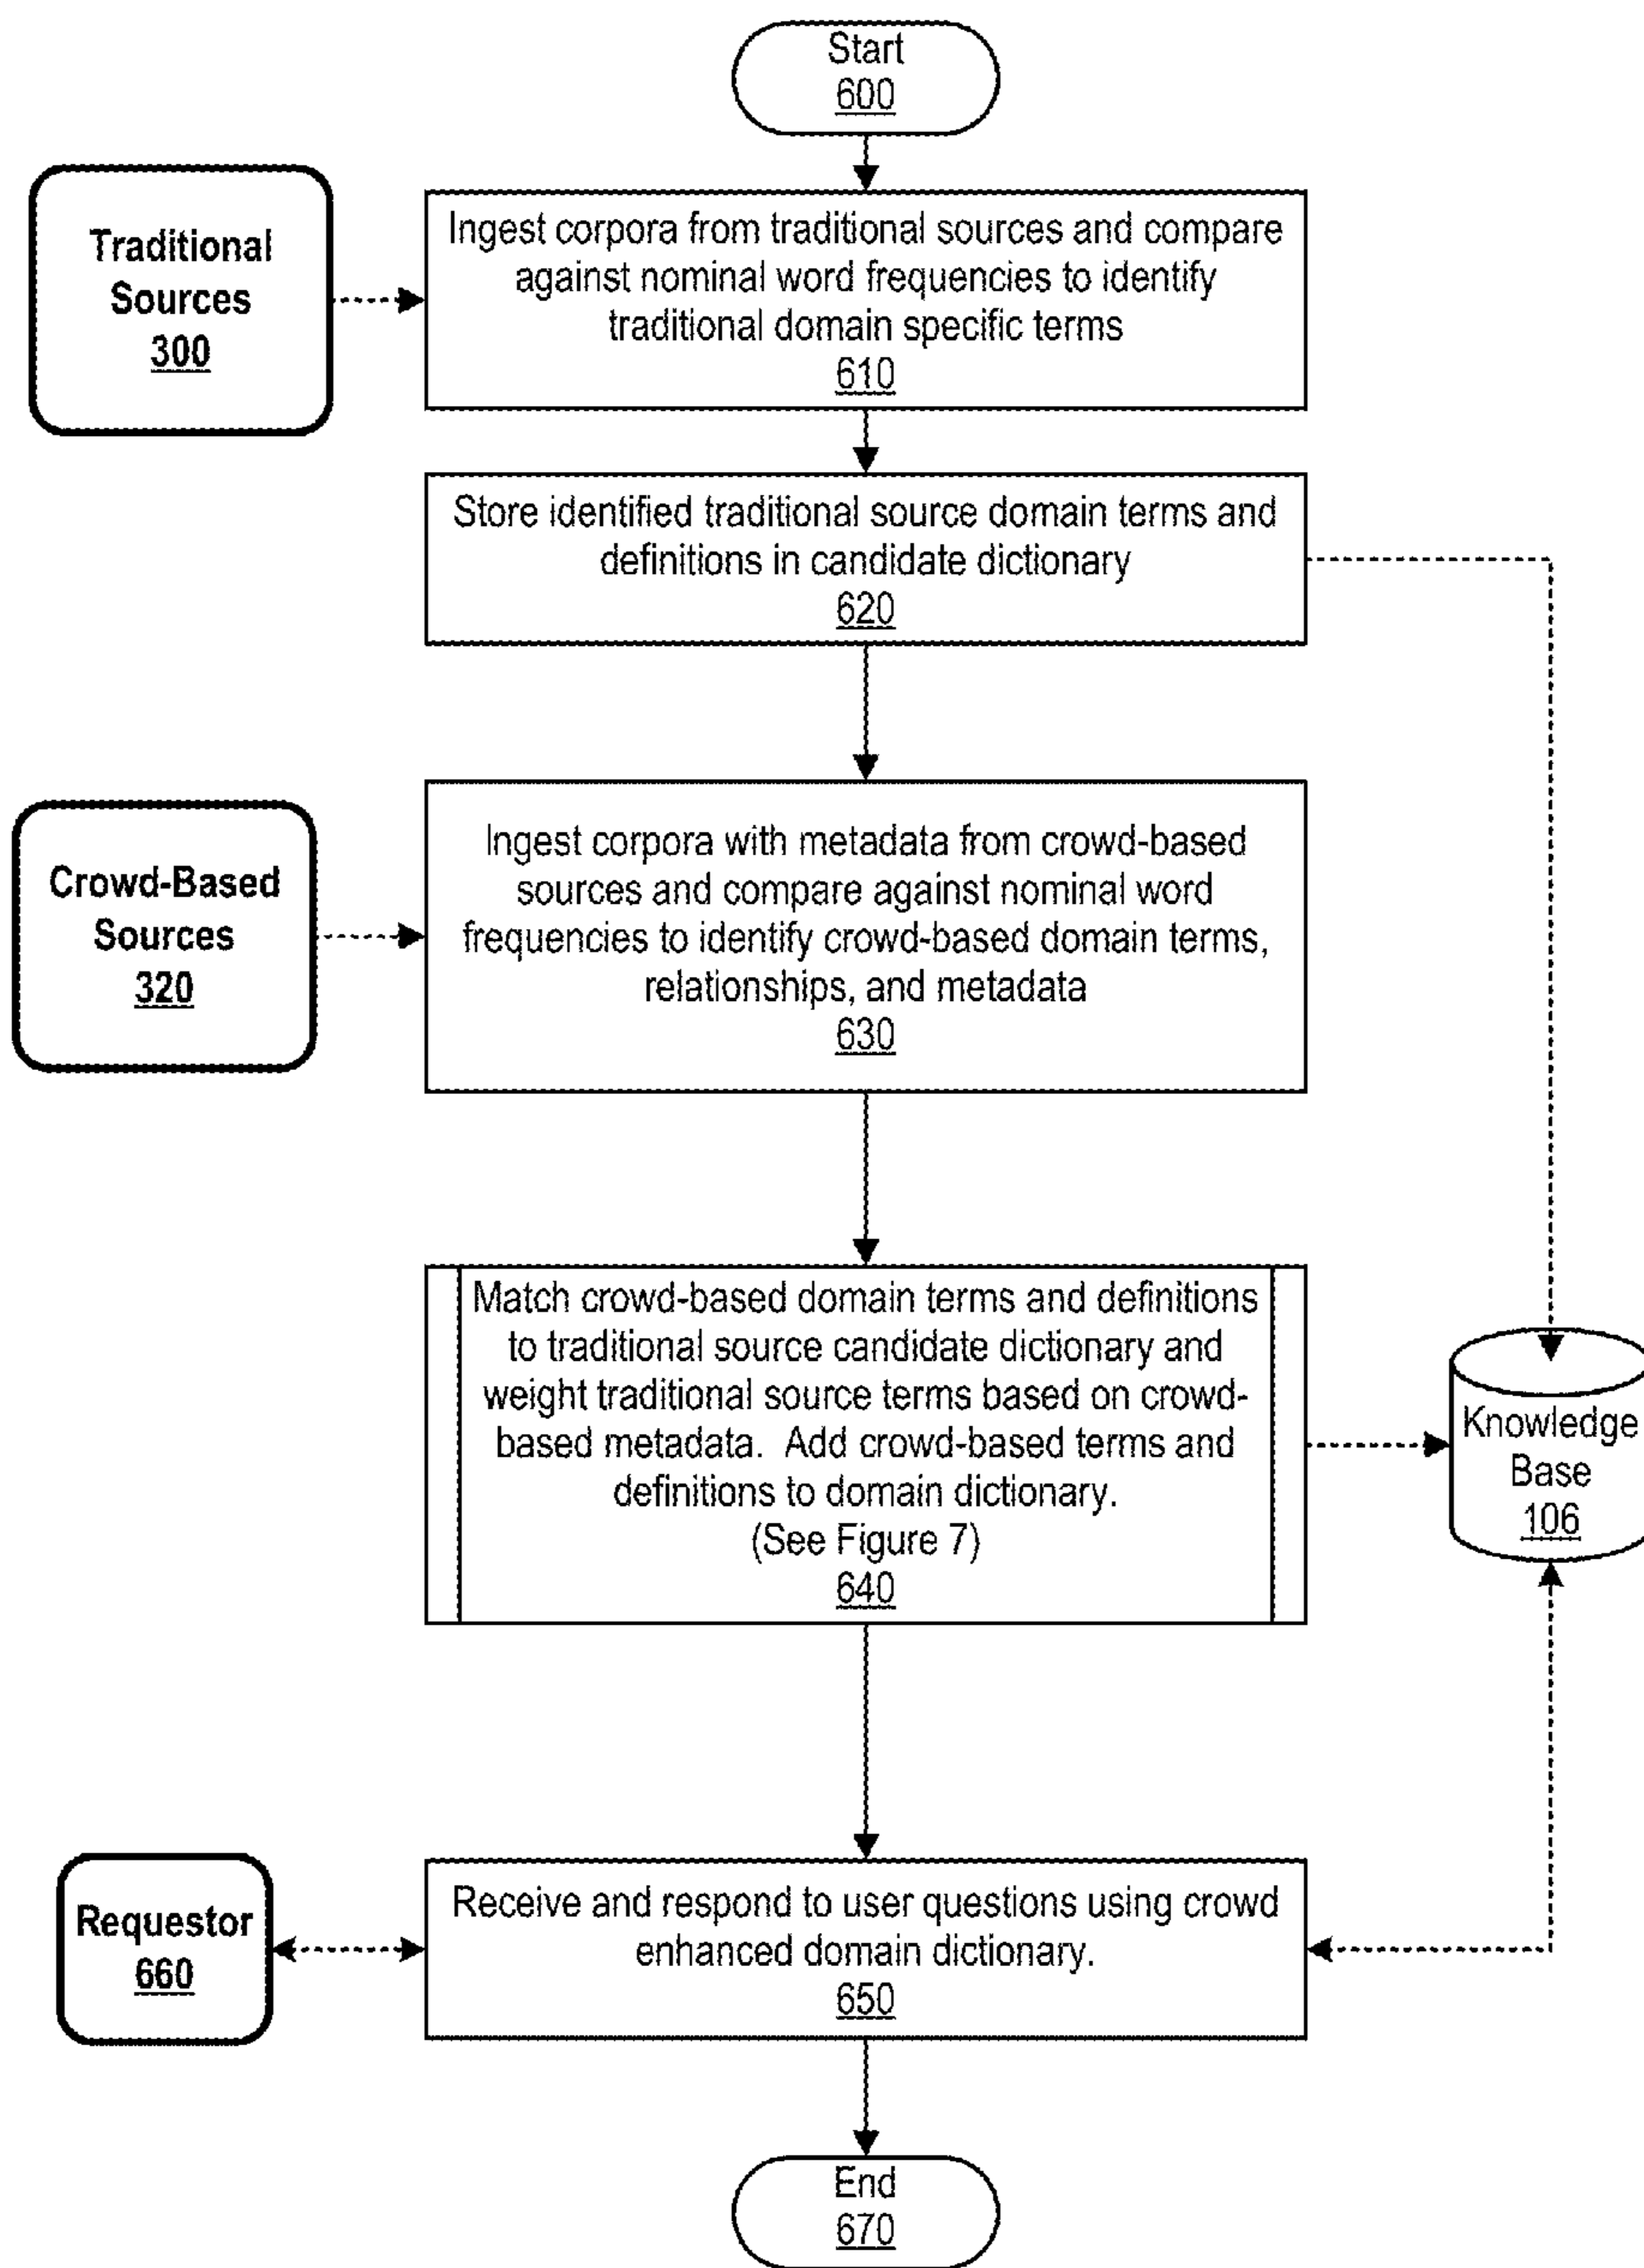 Start
600
Traditional
Sources
300
Ingest corpora from traditional sources and compare
against nominal word frequencies to identify
traditional domain specific terms
610
Store identified traditional source domain terms and
definitions in candidate dictionary
620
Crowd-Based
Sources
320
Ingest corpora with metadata from crowd-based
sources and compare against nominal word
frequencies to identify crowd-based domain terms,
relationships, and metadata
630
Match crowd-based domain terms and definitions
to traditional source candidate dictionary and
weight traditional source terms based on crowd-
based metadata.  Add crowd-based terms and
definitions to domain dictionary.
(See Figure 7)
640
Knowledge
Base
106
Requestor
660
Receive and respond to user questions using crowd
enhanced domain dictionary.
650
End
670